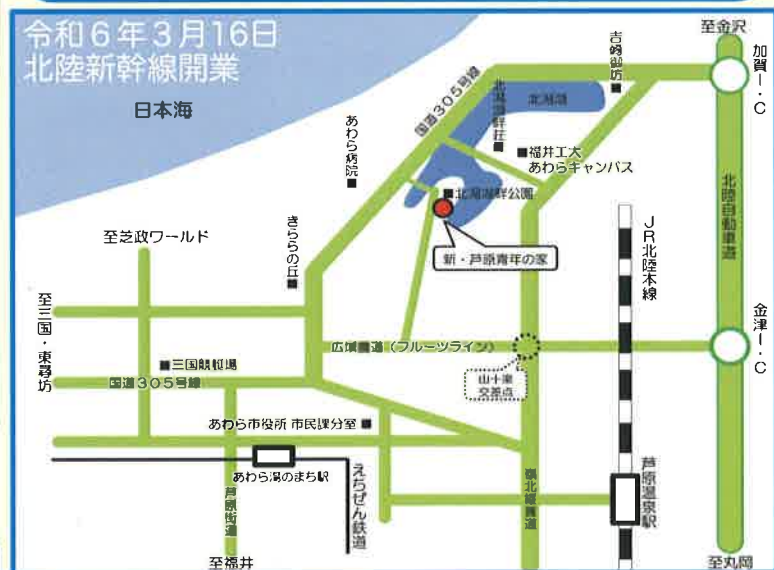 令和6年3月16日
北陸新幹線開業
日本海
至金沢
加賀I・C
吉崎御坊
国道305号線
北潟湖
北潟湖畔荘
あわら病院
福井工大
あわらキャンパス
北潟湖畔公園
新・芦原青年の家
JR北陸本線
北陸自動車道
至芝政ワールド
きららの丘
至三国・東尋坊
金津I・C
広域農道(フルーツライン)
三国競艇場
国道305号線
山十楽
交差点
あわら市役所 市民課分室
あわら湯のまち駅
えちぜん鉄道
芦原街道
嶺北縦貫道
芦原温泉駅
至福井
至丸岡